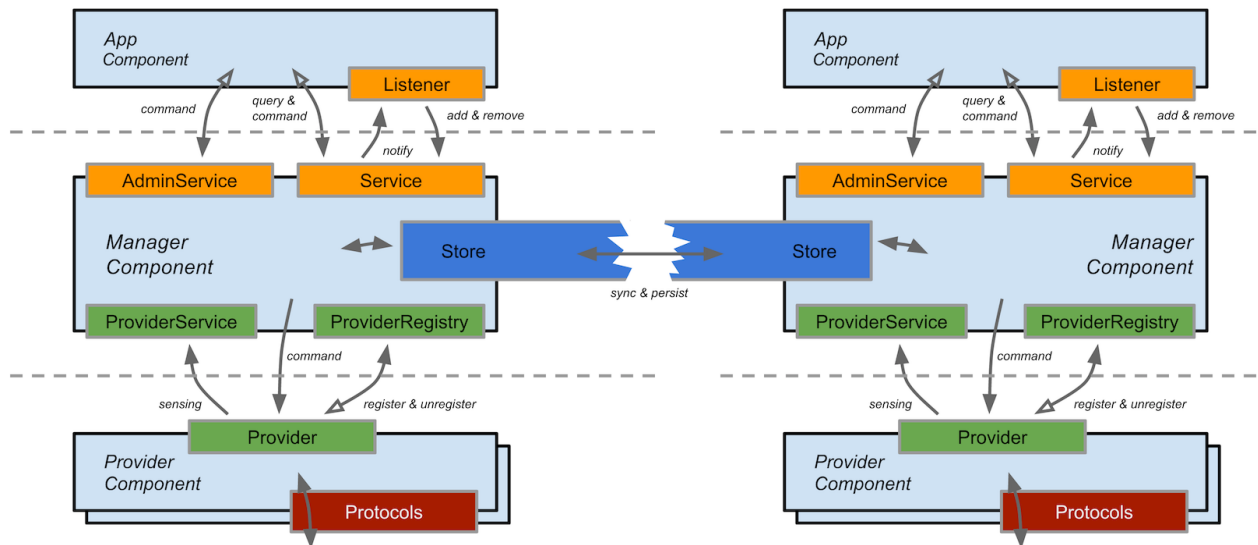 App
Component
Listener
command
query &
command
add & remove
notify
AdminService
Service
Manager
Component
Store
ProviderService
ProviderRegistry
command
sensing
register & unregister
Provider
Provider
Component
Protocols
sync & persist
App
Component
Listener
command
query &
command
add & remove
notify
AdminService
Service
Store
Manager
Component
ProviderService
ProviderRegistry
command
sensing
register & unregister
Provider
Provider
Component
Protocols